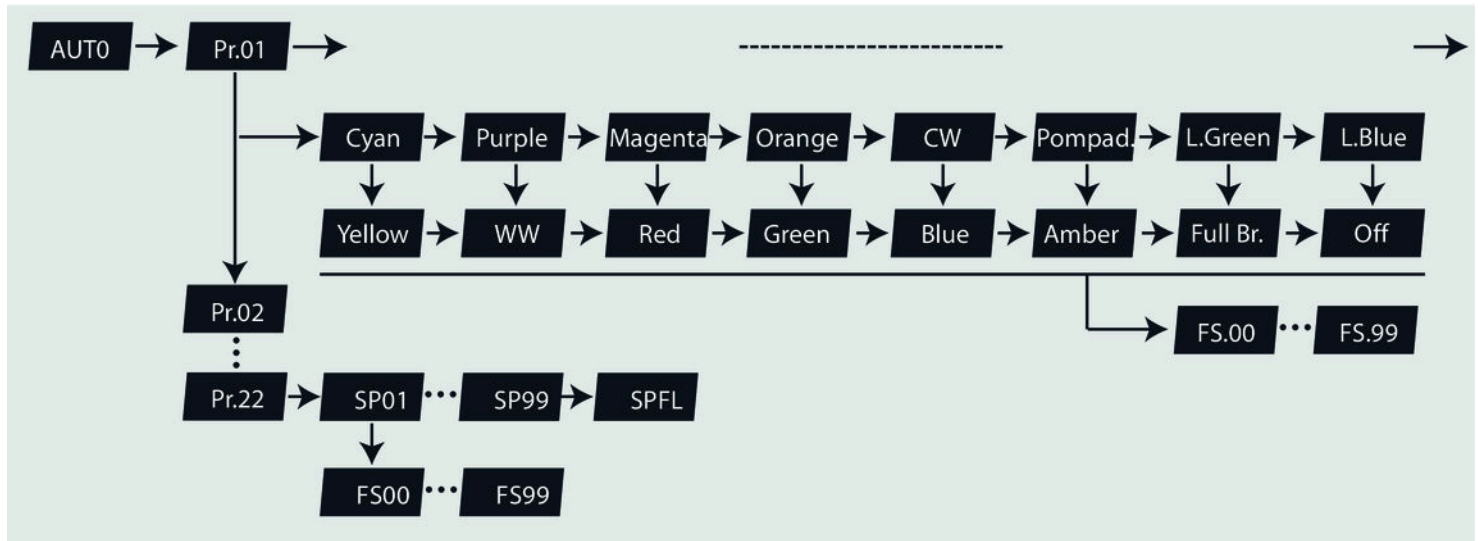 AUTO Pr.01
Cyan Purple Magenta Orange CW Pompad. L.Green L.Blue
Yellow WW Red Green Blue Amber Full Br. Off
Pr.02 FS.00 FS.99
Pr.22 SP01 SP99 SPFL
FS00 FS99